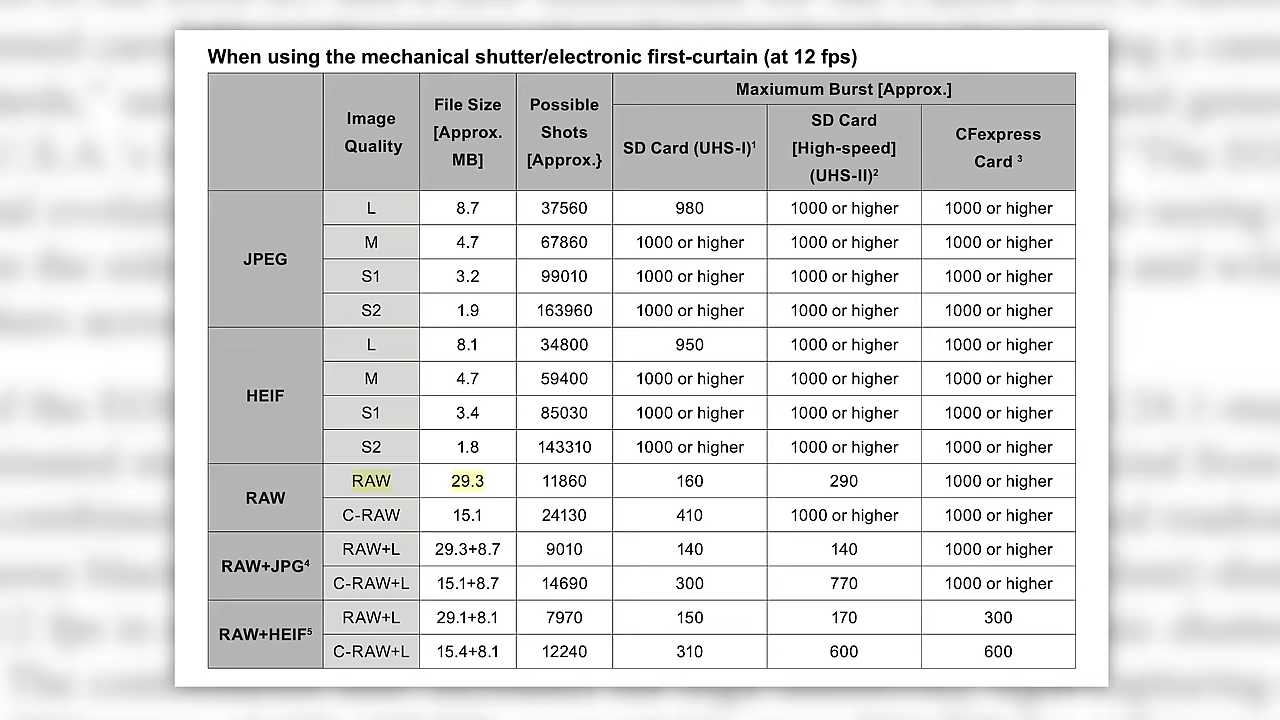 When using the mechanical shutter/electronic first-curtain (at 12 fps)
Image Quality File Size [Approx. MB] Possible Shots [Approx.} Maxiumum Burst [Approx.]
SD Card (UHS-I)¹ SD Card [High-speed] (UHS-II)² CFexpress Card ³
JPEG L 8.7 37560 980 1000 or higher 1000 or higher
M 4.7 67860 1000 or higher 1000 or higher 1000 or higher
S1 3.2 99010 1000 or higher 1000 or higher 1000 or higher
S2 1.9 163960 1000 or higher 1000 or higher 1000 or higher
HEIF L 8.1 34800 950 1000 or higher 1000 or higher
M 4.7 59400 1000 or higher 1000 or higher 1000 or higher
S1 3.4 85030 1000 or higher 1000 or higher 1000 or higher
S2 1.8 143310 1000 or higher 1000 or higher 1000 or higher
RAW RAW 29.3 11860 160 290 1000 or higher
C-RAW 15.1 24130 410 1000 or higher 1000 or higher
RAW+JPG⁴ RAW+L 29.3+8.7 9010 140 140 1000 or higher
C-RAW+L 15.1+8.7 14690 300 770 1000 or higher
RAW+HEIF⁵ RAW+L 29.1+8.1 7970 150 170 300
C-RAW+L 15.4+8.1 12240 310 600 600